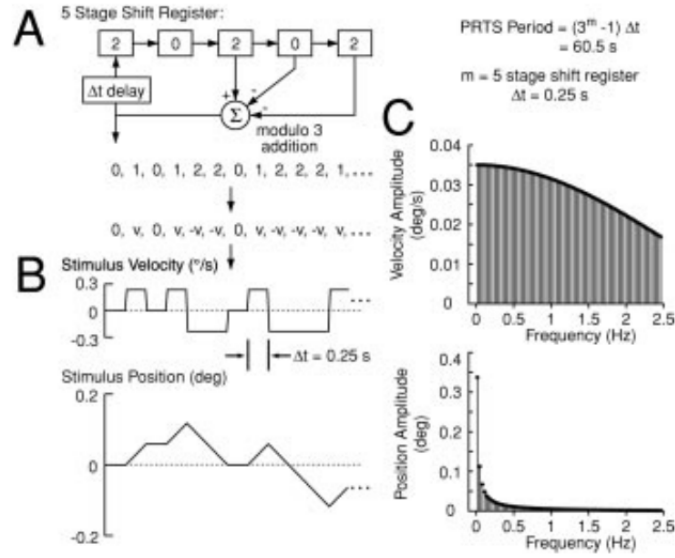 A
5 Stage Shift Register:
2 0 2 0 2
Δt delay
+ - -
Σ
modulo 3
addition
0, 1, 0, 1, 2, 2, 0, 1, 2, 2, 2, 1, ...
0, v, 0, v, -v, -v, 0, v, -v, -v, -v, v, ...
B
Stimulus Velocity (°/s)
0.3
0
-0.3
Δt = 0.25 s
Stimulus Position (deg)
0.2
0
-0.2
PRTS Period = (3^m -1) Δt
= 60.5 s
m = 5 stage shift register
Δt = 0.25 s
C
Velocity Amplitude
(deg/s)
0.04
0.03
0.02
0.01
0
0 0.5 1 1.5 2 2.5
Frequency (Hz)
Position Amplitude
(deg)
0.4
0.3
0.2
0.1
0
0 0.5 1 1.5 2 2.5
Frequency (Hz)